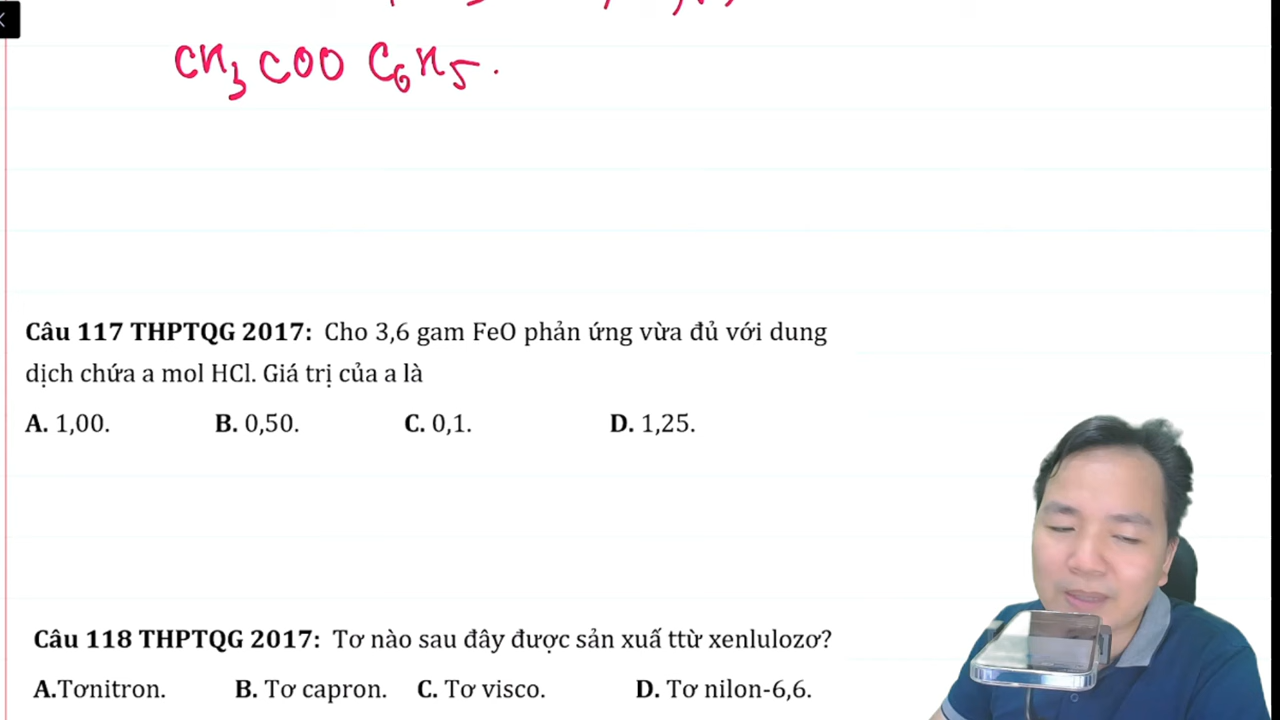 CH3COOC6H5.
Câu 117 THPTQG 2017: Cho 3,6 gam FeO phản ứng vừa đủ với dung
dịch chứa a mol HCl. Giá trị của a là
A. 1,00. B. 0,50. C. 0,1. D. 1,25.
Câu 118 THPTQG 2017: Tơ nào sau đây được sản xuấ ttừ xenlulozơ?
A.Tơnitron. B. Tơ capron. C. Tơ visco. D. Tơ nilon-6,6.